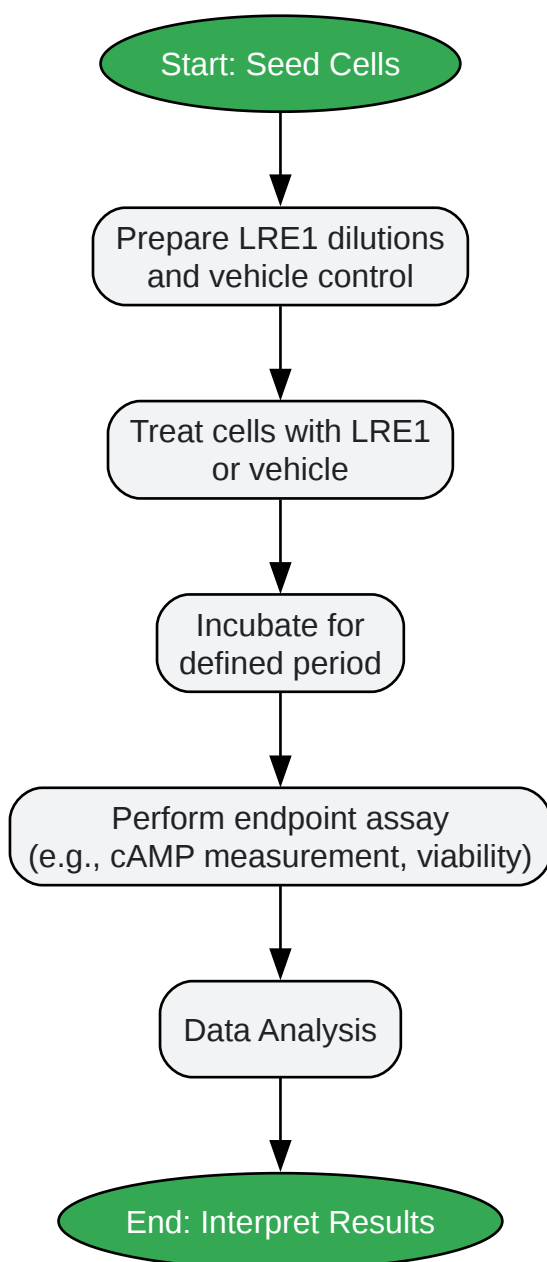 Start: Seed Cells
Prepare LRE1 dilutions
and vehicle control
Treat cells with LRE1
or vehicle
Incubate for
defined period
Perform endpoint assay
(e.g., cAMP measurement, viability)
Data Analysis
End: Interpret Results